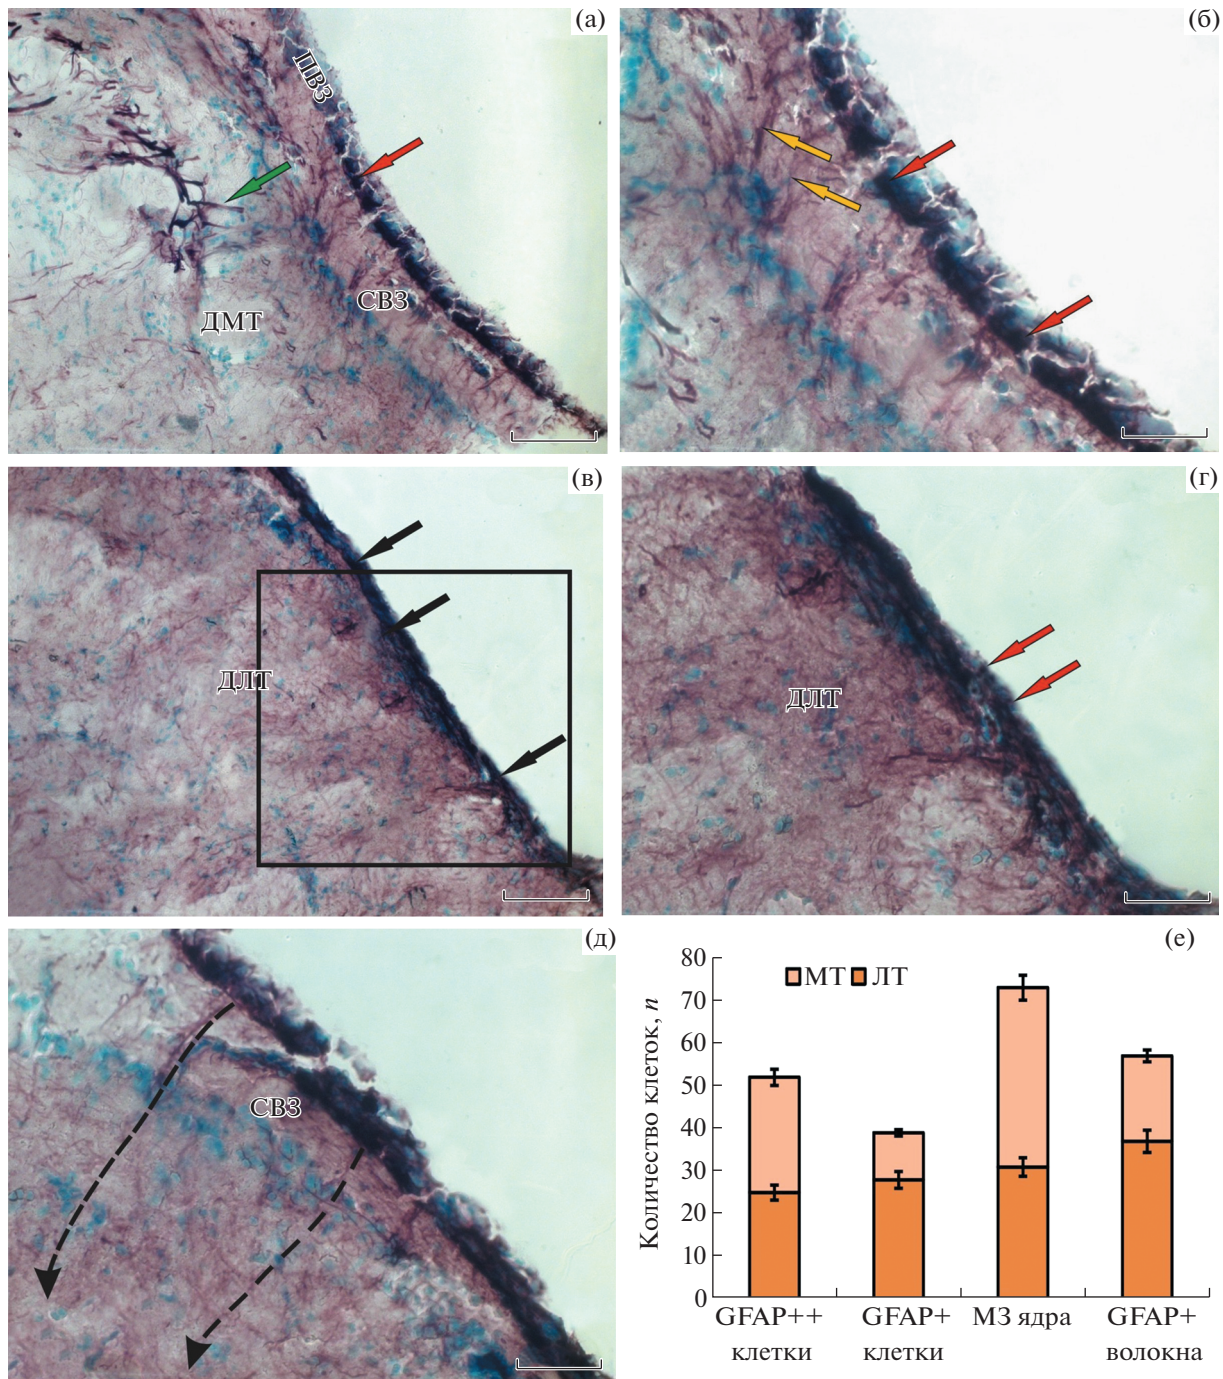 (а)
ПВЗ
ДМТ
СВЗ
(б)
(в)
ДЛТ
(г)
ДЛТ
(д)
СВЗ
(е)
МТ ЛТ
Количество клеток, n
80
70
60
50
40
30
20
10
0
GFAP++ клетки
GFAP+ клетки
МЗ ядра
GFAP+ волокна